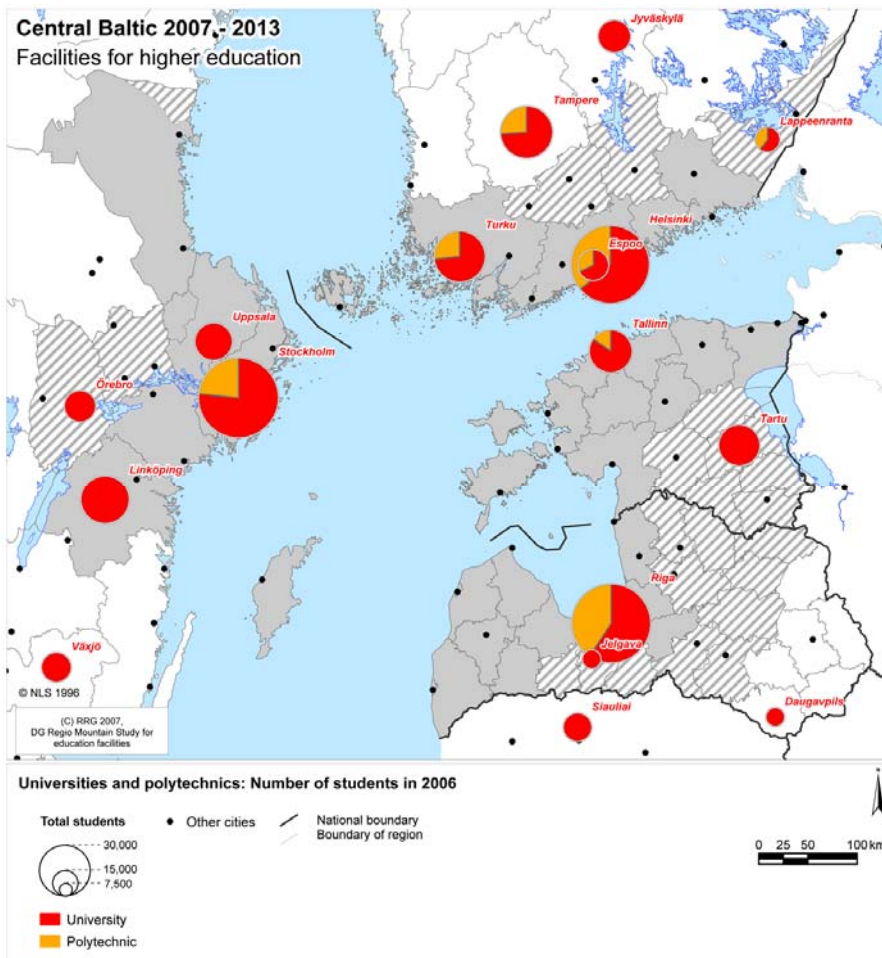 Central Baltic 2007 - 2013
Facilities for higher education
Jyväskylä
Tampere
Lappeenranta
Turku
Helsinki
Espoo
Uppsala
Tallinn
Stockholm
Örebro
Tartu
Linköping
Riga
Jelgava
Växjö
© NLS 1996
Siauliai
Daugavpils
(C) RRG 2007,
DG Regio Mountain Study for
education facilities
Universities and polytechnics: Number of students in 2006
Total students
Other cities
National boundary
Boundary of region
30,000
15,000
7,500
0 25 50 100 km
University
Polytechnic